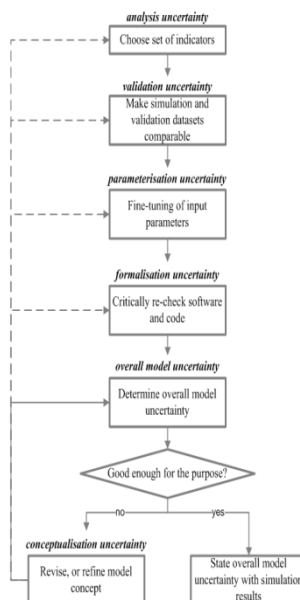 analysis uncertainty
Choose set of indicators
validation uncertainty
Make simulation and
validation datasets
comparable
parameterisation uncertainty
Fine-tuning of input
parameters
formalisation uncertainty
Critically re-check software
and code
overall model uncertainty
Determine overall model
uncertainty
Good enough for the purpose?
no
yes
conceptualisation uncertainty
Revise, or refine model
concept
State overall model
uncertainty with simulation
results